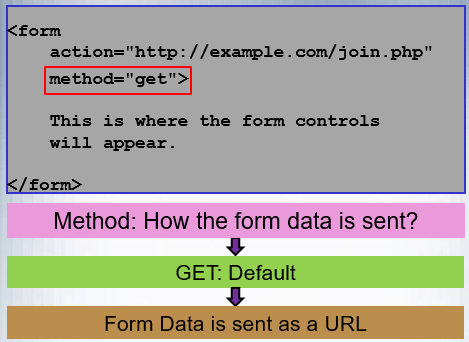 <form
action="http://example.com/join.php"
method="get">
This is where the form controls
will appear.
</form>
Method: How the form data is sent?
GET: Default
Form Data is sent as a URL